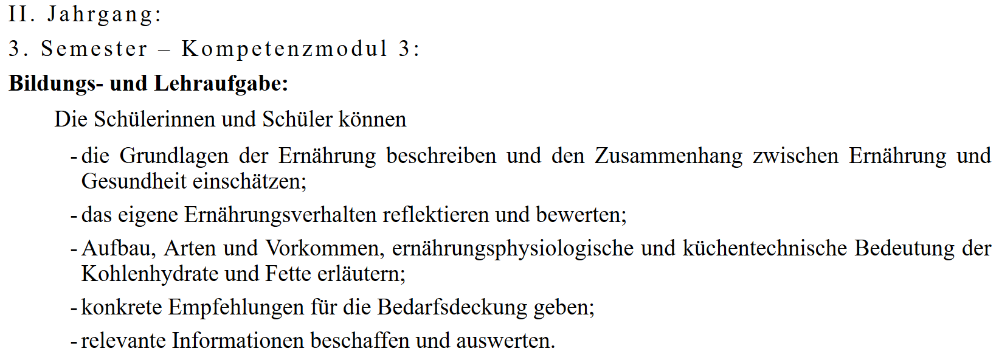 II. Jahrgang:
3. Semester – Kompetenzmodul 3:
Bildungs- und Lehraufgabe:
Die Schülerinnen und Schüler können
- die Grundlagen der Ernährung beschreiben und den Zusammenhang zwischen Ernährung und
Gesundheit einschätzen;
- das eigene Ernährungsverhalten reflektieren und bewerten;
- Aufbau, Arten und Vorkommen, ernährungsphysiologische und küchentechnische Bedeutung der
Kohlenhydrate und Fette erläutern;
- konkrete Empfehlungen für die Bedarfsdeckung geben;
- relevante Informationen beschaffen und auswerten.